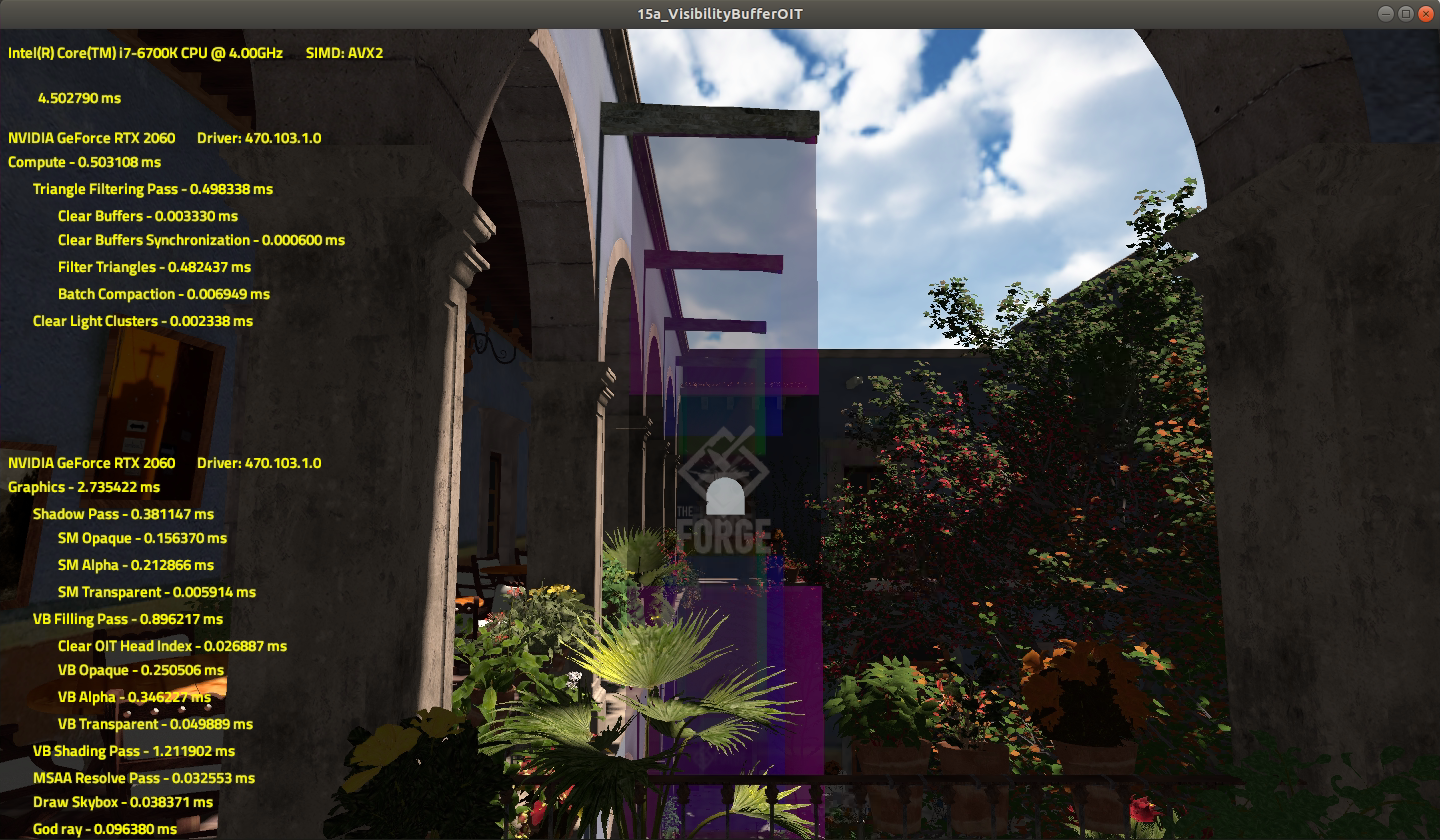 15a_VisibilityBufferOIT
Intel(R) Core(TM) i7-6700K CPU @ 4.00GHz SIMD: AVX2
4.502790 ms
NVIDIA GeForce RTX 2060 Driver: 470.103.1.0
Compute - 0.503108 ms
Triangle Filtering Pass - 0.498338 ms
Clear Buffers - 0.003330 ms
Clear Buffers Synchronization - 0.000600 ms
Filter Triangles - 0.482437 ms
Batch Compaction - 0.006949 ms
Clear Light Clusters - 0.002338 ms
NVIDIA GeForce RTX 2060 Driver: 470.103.1.0
Graphics - 2.735422 ms
Shadow Pass - 0.381147 ms
SM Opaque - 0.156370 ms
SM Alpha - 0.212866 ms
SM Transparent - 0.005914 ms
VB Filling Pass - 0.896217 ms
Clear OIT Head Index - 0.026887 ms
VB Opaque - 0.250506 ms
VB Alpha - 0.346227 ms
VB Transparent - 0.049889 ms
VB Shading Pass - 1.211902 ms
MSAA Resolve Pass - 0.032553 ms
Draw Skybox - 0.038371 ms
God ray - 0.096380 ms
THE
FORGE